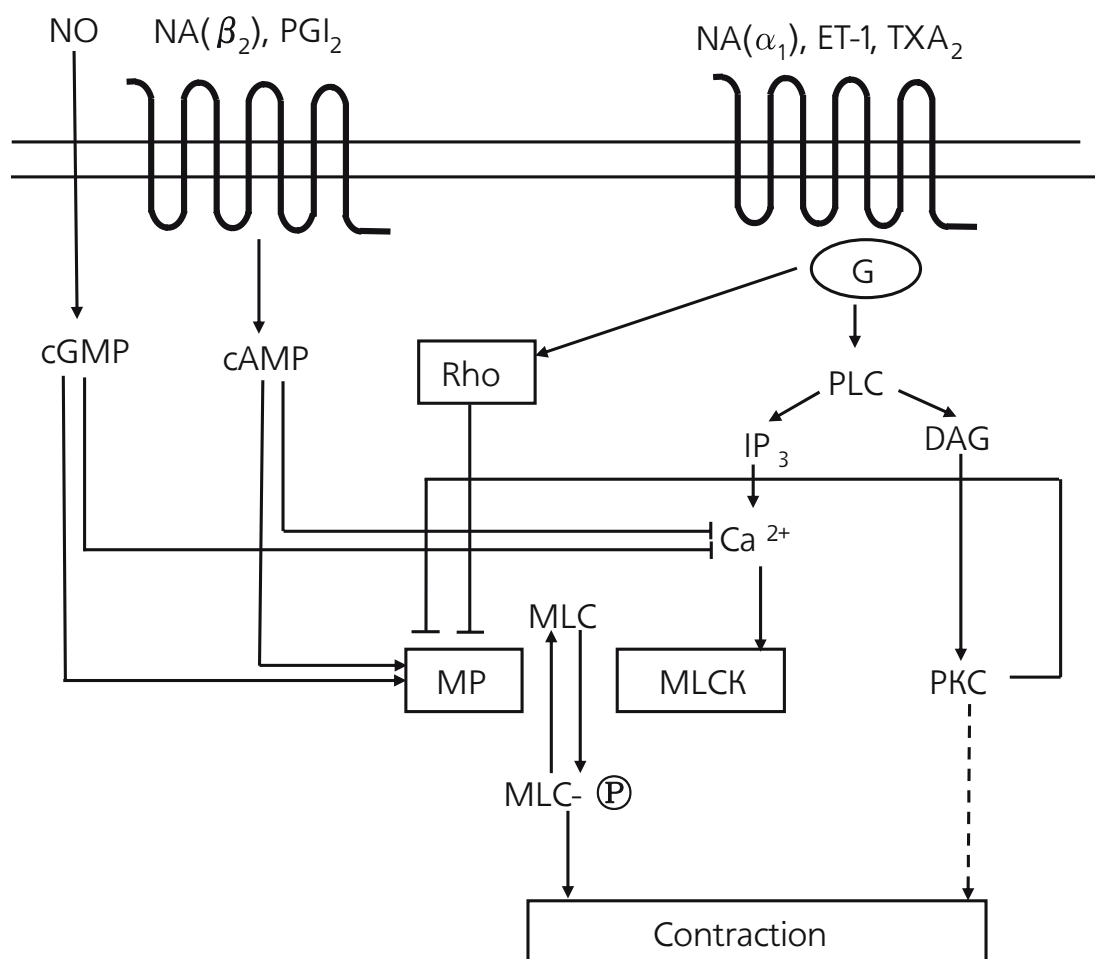 NO
NA(β₂), PGI₂
NA(α₁), ET-1, TXA₂
G
cGMP
cAMP
Rho
PLC
IP₃
DAG
Ca²⁺
MLC
MP
MLCK
PKC
MLC-Ⓟ
Contraction